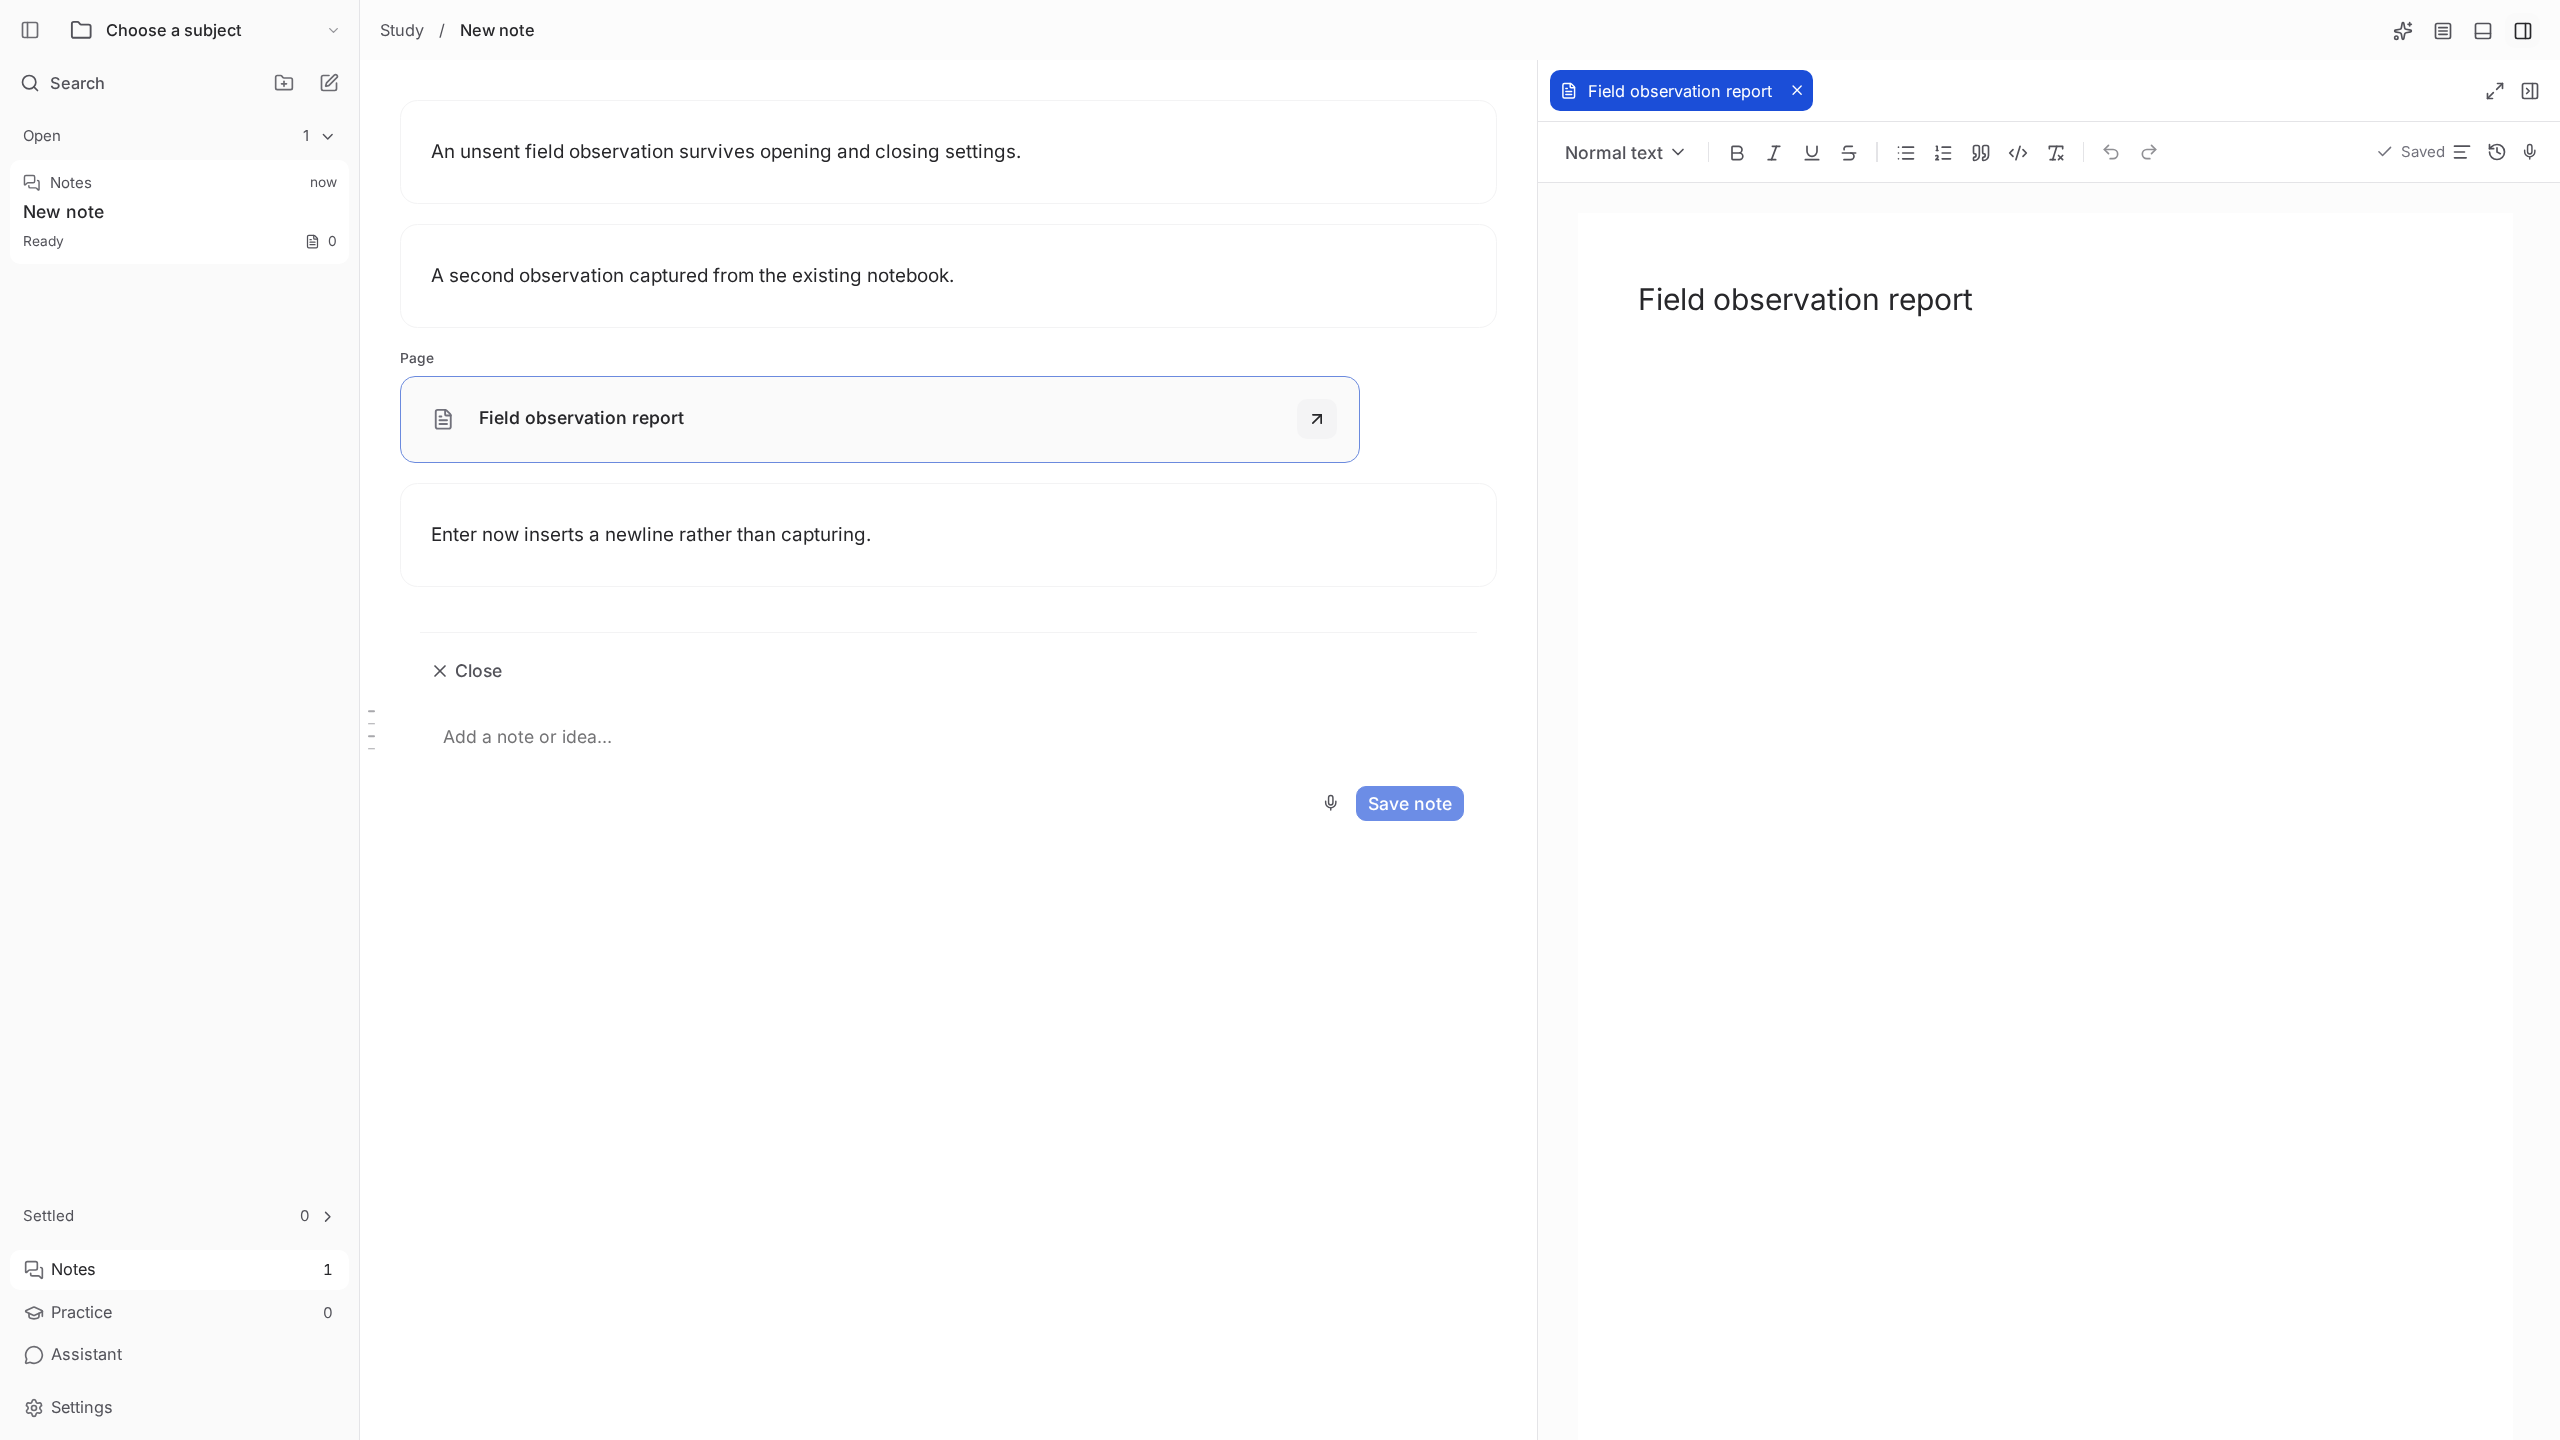 Choose a subject
Search
Open 1
Notes now
New note
Ready 0
Settled 0
Notes 1
Practice 0
Assistant
Settings
Study / New note
An unsent field observation survives opening and closing settings.
A second observation captured from the existing notebook.
Page
Field observation report
Enter now inserts a newline rather than capturing.
Close
Add a note or idea...
Save note
Field observation report
Normal text
Saved
Field observation report